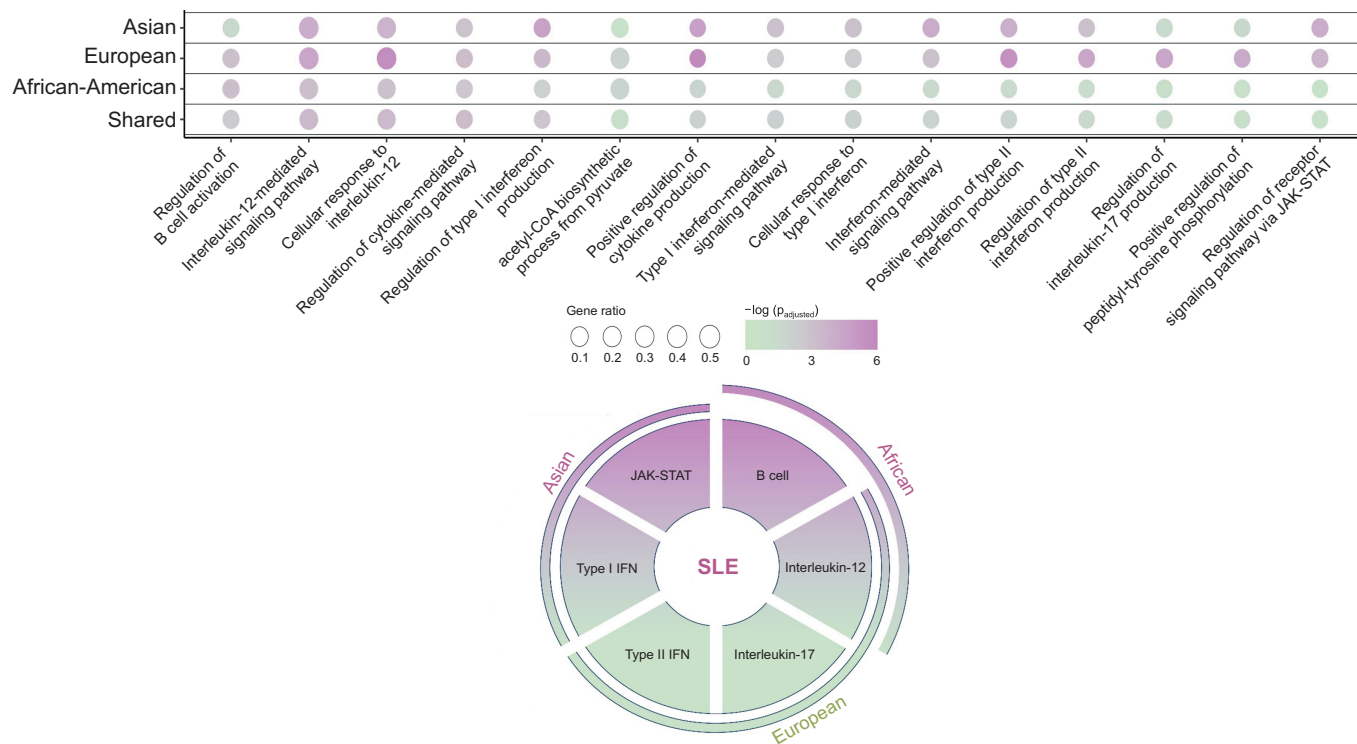 Asian
European
African-American
Shared
Regulation of
B cell activation
Interleukin-12-mediated
signaling pathway
Cellular response to
interleukin-12
Regulation of cytokine-mediated
signaling pathway
Regulation of type I interfereon
production
acetyl-CoA biosynthetic
process from pyruvate
Positive regulation of
cytokine production
Type I interferon-mediated
signaling pathway
Cellular response to
type I interferon
Interferon-mediated
signaling pathway
Positive regulation of type II
interferon production
Regulation of type II
interferon production
Regulation of
interleukin-17 production
Positive regulation of
peptidyl-tyrosine phosphorylation
Regulation of receptor
signaling pathway via JAK-STAT
Gene ratio
0.1 0.2 0.3 0.4 0.5
−log (padjusted)
0 3 6
JAK-STAT
B cell
Asian
African
Type I IFN
SLE
Interleukin-12
Type II IFN
Interleukin-17
European